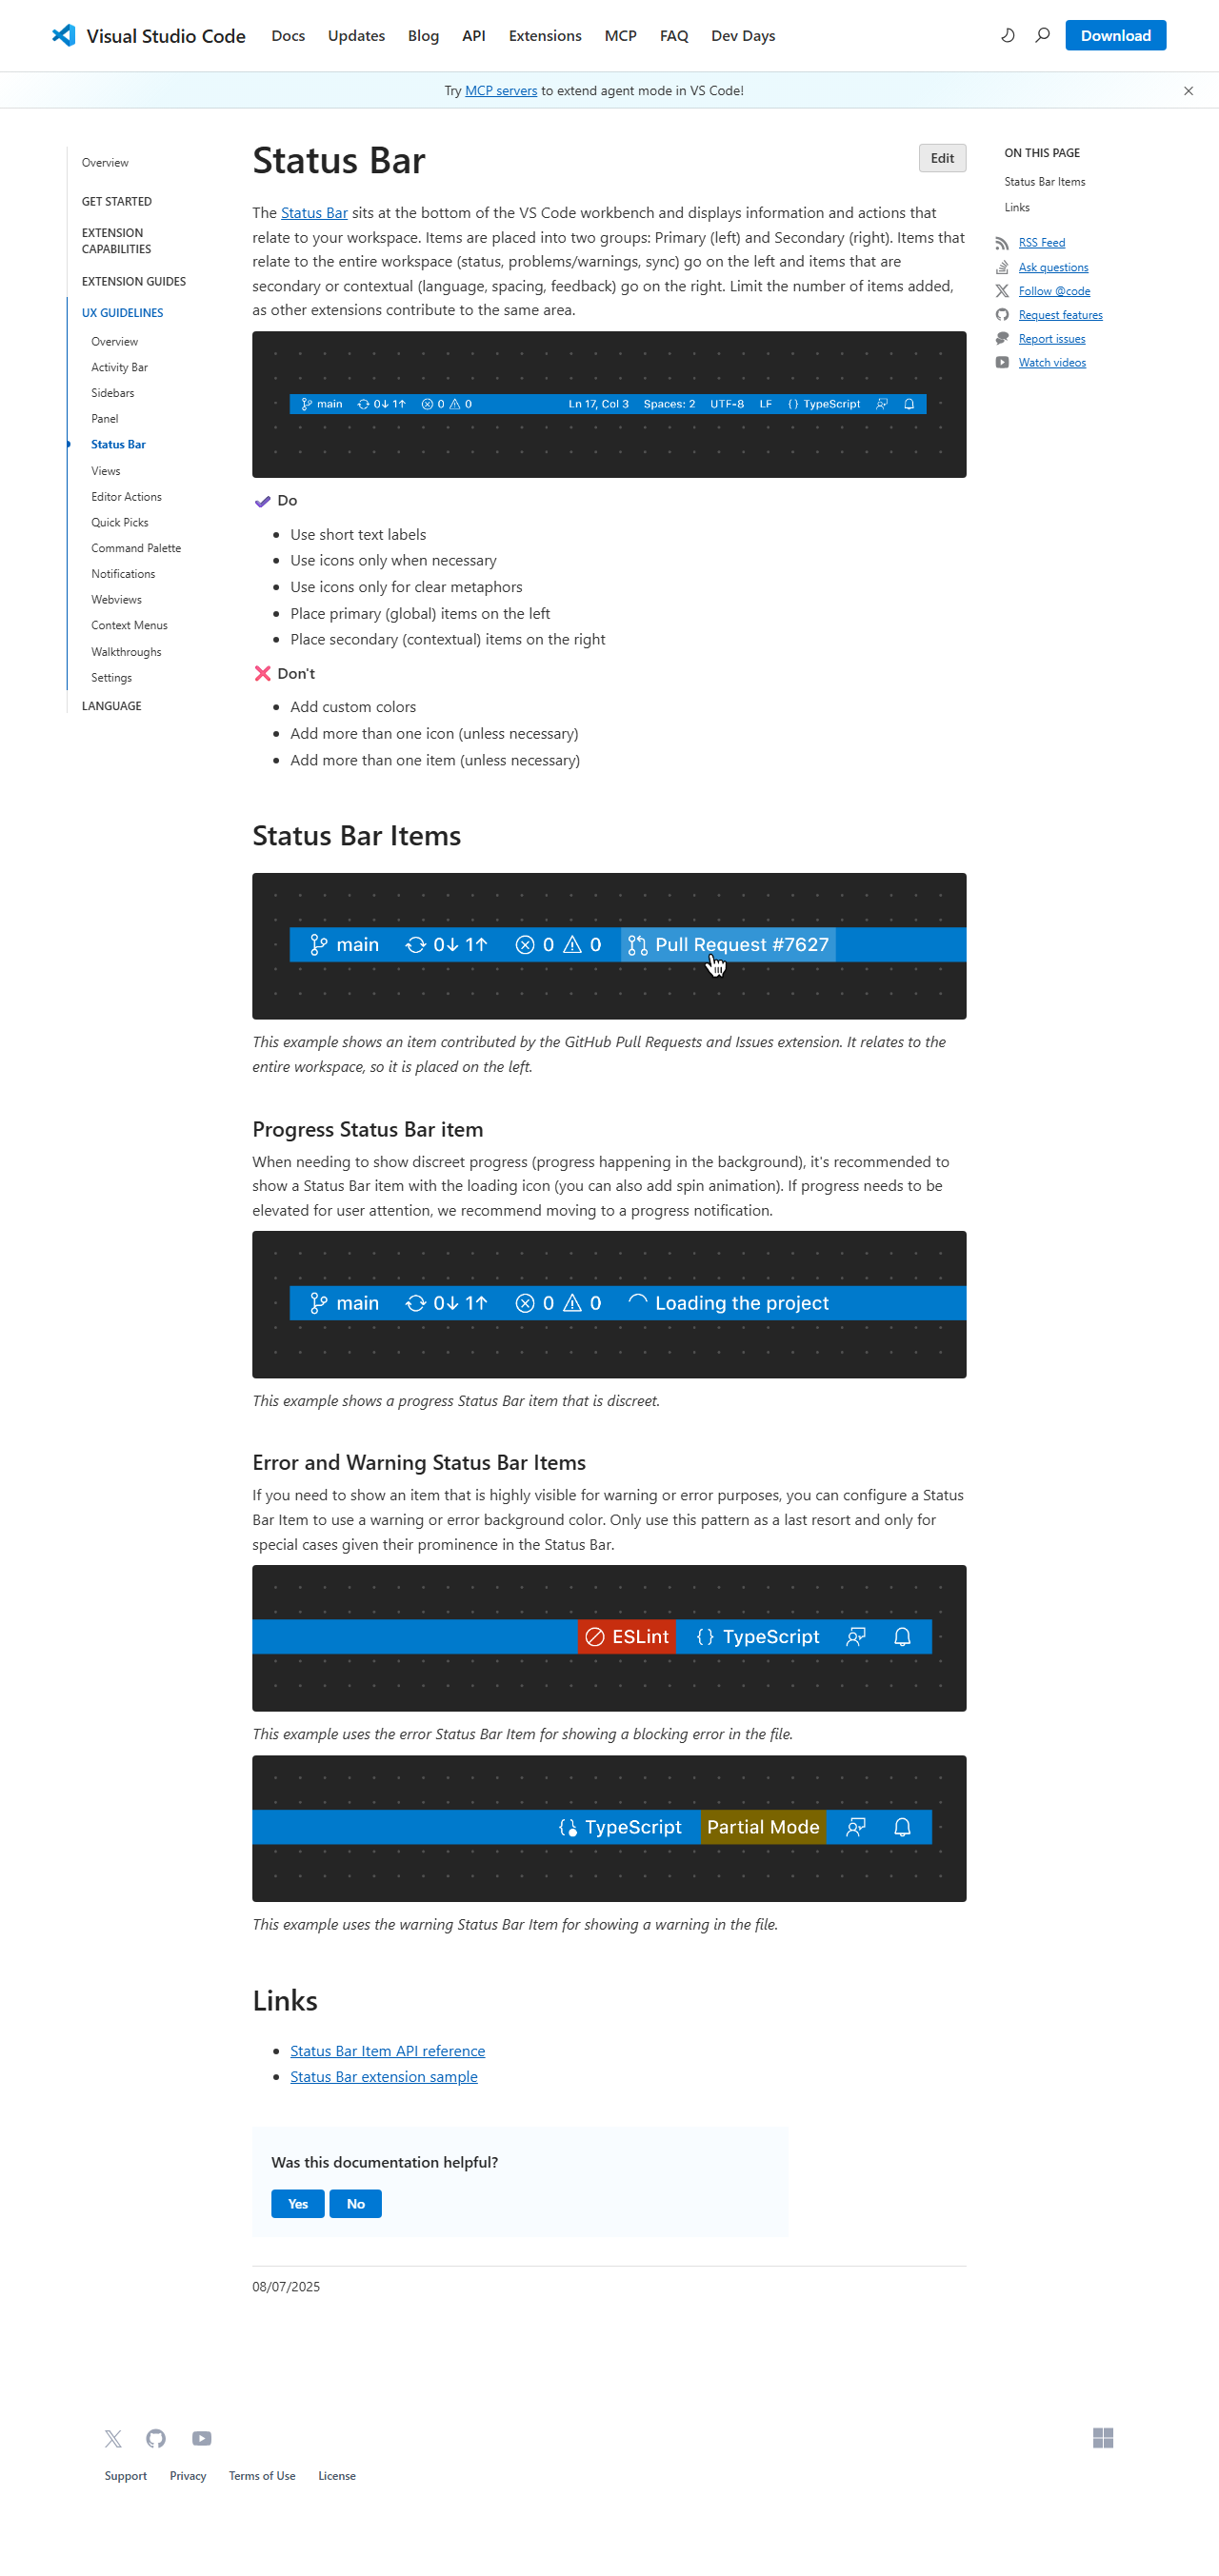 Visual Studio Code Docs Updates Blog API Extensions MCP FAQ Dev Days Download
Try MCP servers to extend agent mode in VS Code!
Overview
GET STARTED
EXTENSION
CAPABILITIES
EXTENSION GUIDES
UX GUIDELINES
Overview
Activity Bar
Sidebars
Panel
Status Bar
Views
Editor Actions
Quick Picks
Command Palette
Notifications
Webviews
Context Menus
Walkthroughs
Settings
LANGUAGE
Status Bar
Edit
The Status Bar sits at the bottom of the VS Code workbench and displays information and actions that
relate to your workspace. Items are placed into two groups: Primary (left) and Secondary (right). Items that
relate to the entire workspace (status, problems/warnings, sync) go on the left and items that are
secondary or contextual (language, spacing, feedback) go on the right. Limit the number of items added,
as other extensions contribute to the same area.
main 0↓ 1↑ 0 0 Ln 17, Col 3 Spaces: 2 UTF-8 LF {} TypeScript
Do
Use short text labels
Use icons only when necessary
Use icons only for clear metaphors
Place primary (global) items on the left
Place secondary (contextual) items on the right
Don't
Add custom colors
Add more than one icon (unless necessary)
Add more than one item (unless necessary)
Status Bar Items
main 0↓ 1↑ 0 0 Pull Request #7627
This example shows an item contributed by the GitHub Pull Requests and Issues extension. It relates to the
entire workspace, so it is placed on the left.
Progress Status Bar item
When needing to show discreet progress (progress happening in the background), it's recommended to
show a Status Bar item with the loading icon (you can also add spin animation). If progress needs to be
elevated for user attention, we recommend moving to a progress notification.
main 0↓ 1↑ 0 0 Loading the project
This example shows a progress Status Bar item that is discreet.
Error and Warning Status Bar Items
If you need to show an item that is highly visible for warning or error purposes, you can configure a Status
Bar Item to use a warning or error background color. Only use this pattern as a last resort and only for
special cases given their prominence in the Status Bar.
ESLint {} TypeScript
This example uses the error Status Bar Item for showing a blocking error in the file.
TypeScript Partial Mode
This example uses the warning Status Bar Item for showing a warning in the file.
Links
Status Bar Item API reference
Status Bar extension sample
Was this documentation helpful?
Yes No
08/07/2025
ON THIS PAGE
Status Bar Items
Links
RSS Feed
Ask questions
Follow @code
Request features
Report issues
Watch videos
Support Privacy Terms of Use License